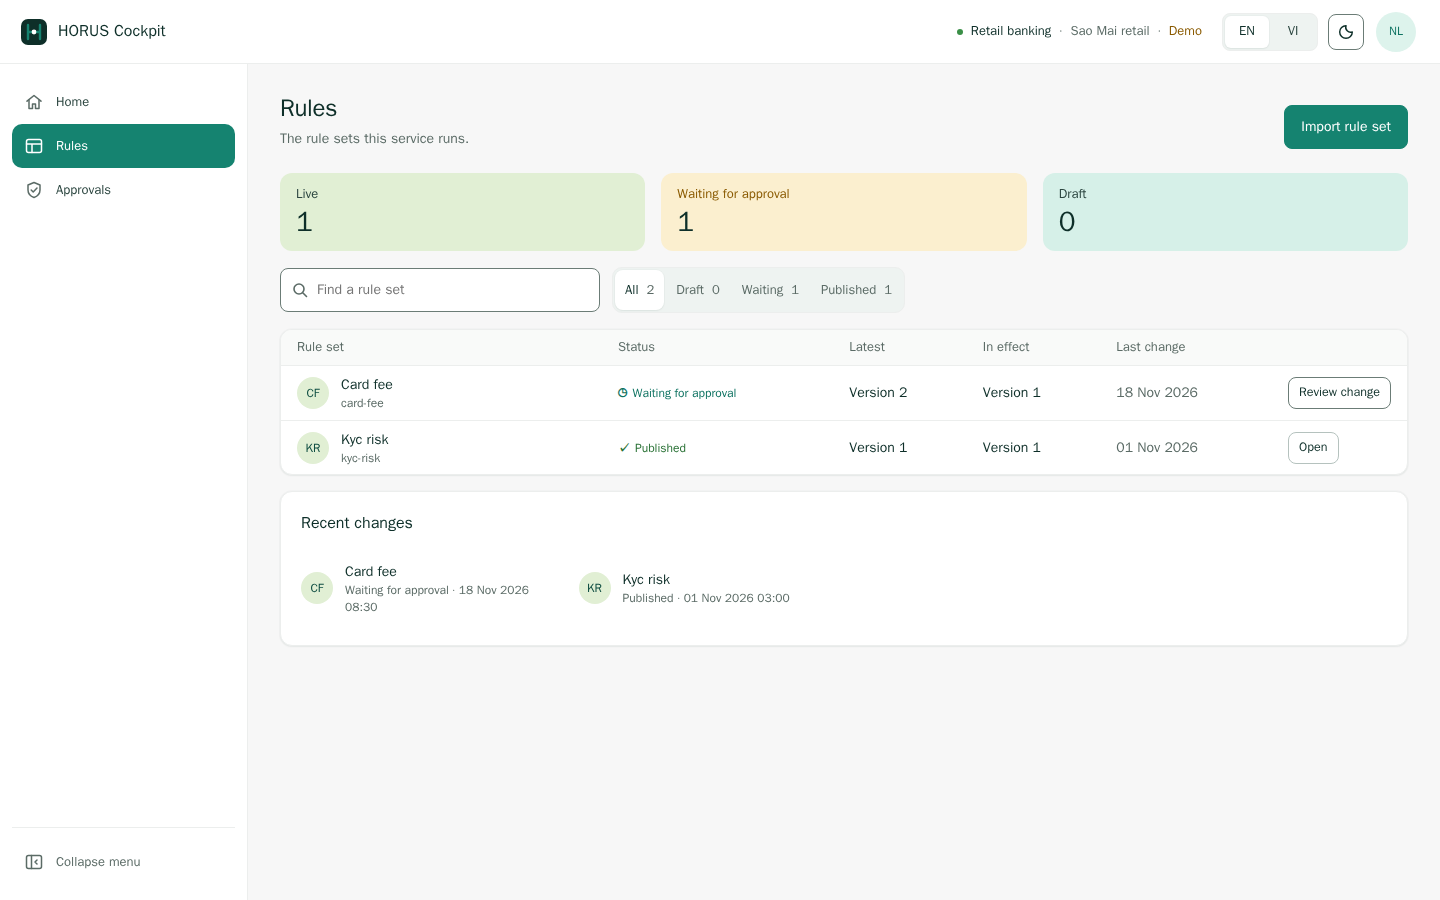 HORUS Cockpit
Retail banking · Sao Mai retail · Demo
EN VI
NL
Home
Rules
Approvals
Collapse menu
Rules
The rule sets this service runs.
Import rule set
Live
1
Waiting for approval
1
Draft
0
Find a rule set
All 2 Draft 0 Waiting 1 Published 1
Rule set Status Latest In effect Last change
CF Card fee Waiting for approval Version 2 Version 1 18 Nov 2026 Review change
card-fee
KR Kyc risk Published Version 1 Version 1 01 Nov 2026 Open
kyc-risk
Recent changes
CF
Card fee
Waiting for approval · 18 Nov 2026
08:30
KR
Kyc risk
Published · 01 Nov 2026 03:00